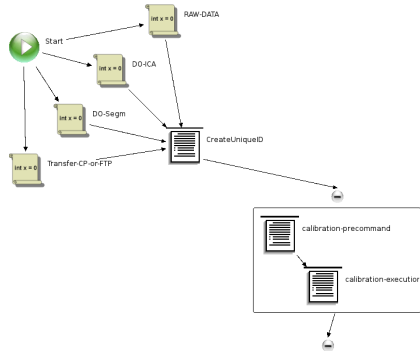 RAW-DATA
int x = 0
Start
DO-ICA
int x = 0
DO-Segm
int x = 0
CreateUniqueID
Transfer-CP-or-FTP
int x = 0
calibration-precommand
calibration-execution